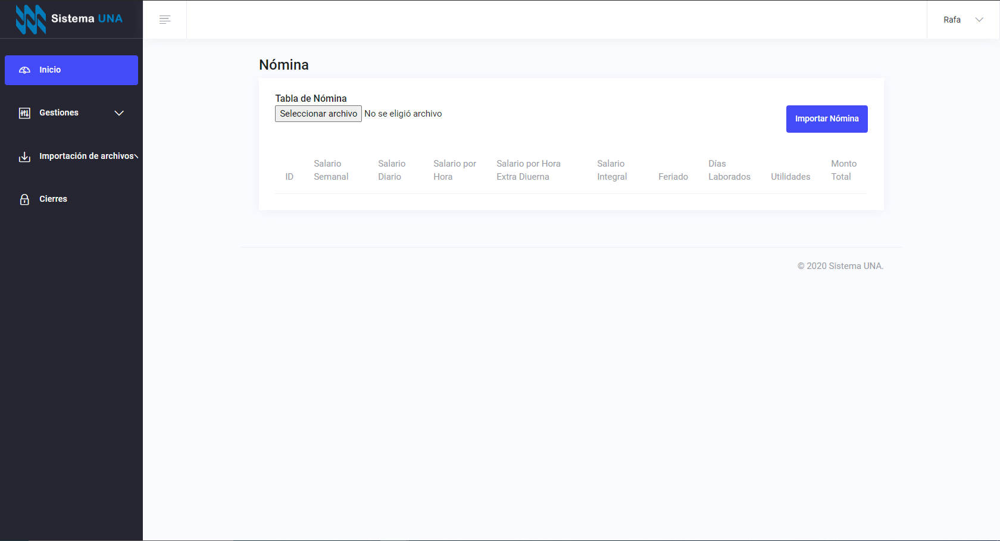 Sistema UNA
Rafa
Inicio
Gestiones
Importación de archivos
Cierres
Nómina
Tabla de Nómina
Seleccionar archivo No se eligió archivo
Importar Nómina
ID
Salario
Semanal
Salario
Diario
Salario por
Hora
Salario por Hora
Extra Diuerna
Salario
Integral
Feriado
Días
Laborados
Utilidades
Monto
Total
© 2020 Sistema UNA.